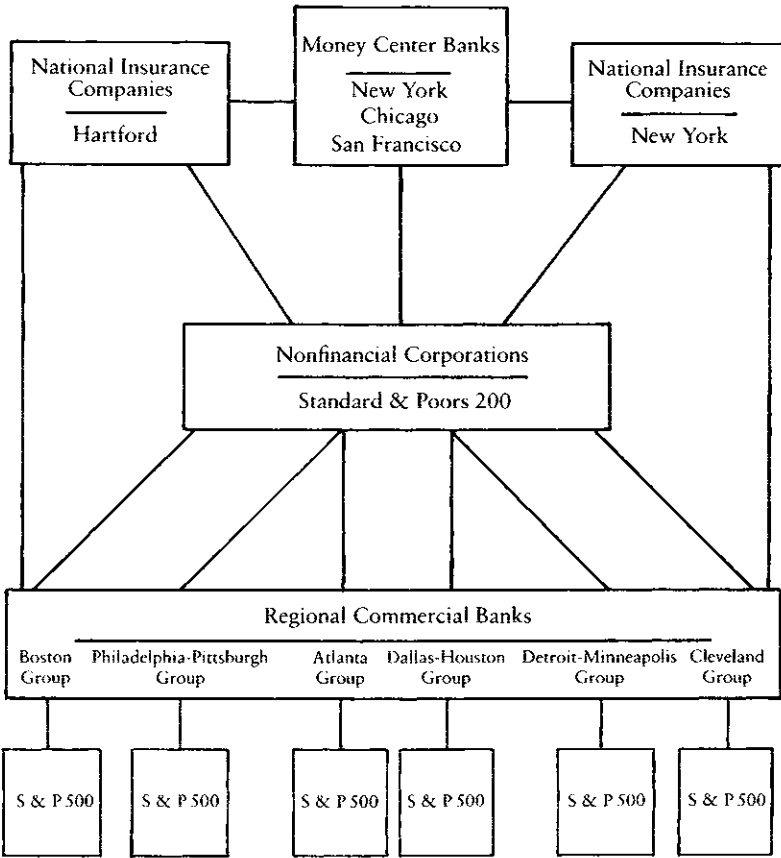 National Insurance
Companies
Hartford
Money Center Banks
New York
Chicago
San Francisco
National Insurance
Companies
New York
Nonfinancial Corporations
Standard & Poors 200
Regional Commercial Banks
Boston
Group
Philadelphia-Pittsburgh
Group
Atlanta
Group
Dallas-Houston
Group
Detroit-Minneapolis
Group
Cleveland
Group
S & P 500
S & P 500
S & P 500
S & P 500
S & P 500
S & P 500